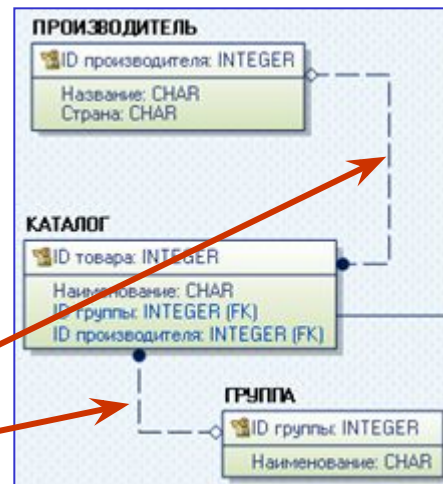 ПРОИЗВОДИТЕЛЬ
ID производителя: INTEGER
Название: CHAR
Страна: CHAR
КАТАЛОГ
ID товара: INTEGER
Наименование: CHAR
ID группы: INTEGER (FK)
ID производителя: INTEGER (FK)
ГРУППА
ID группы: INTEGER
Наименование: CHAR